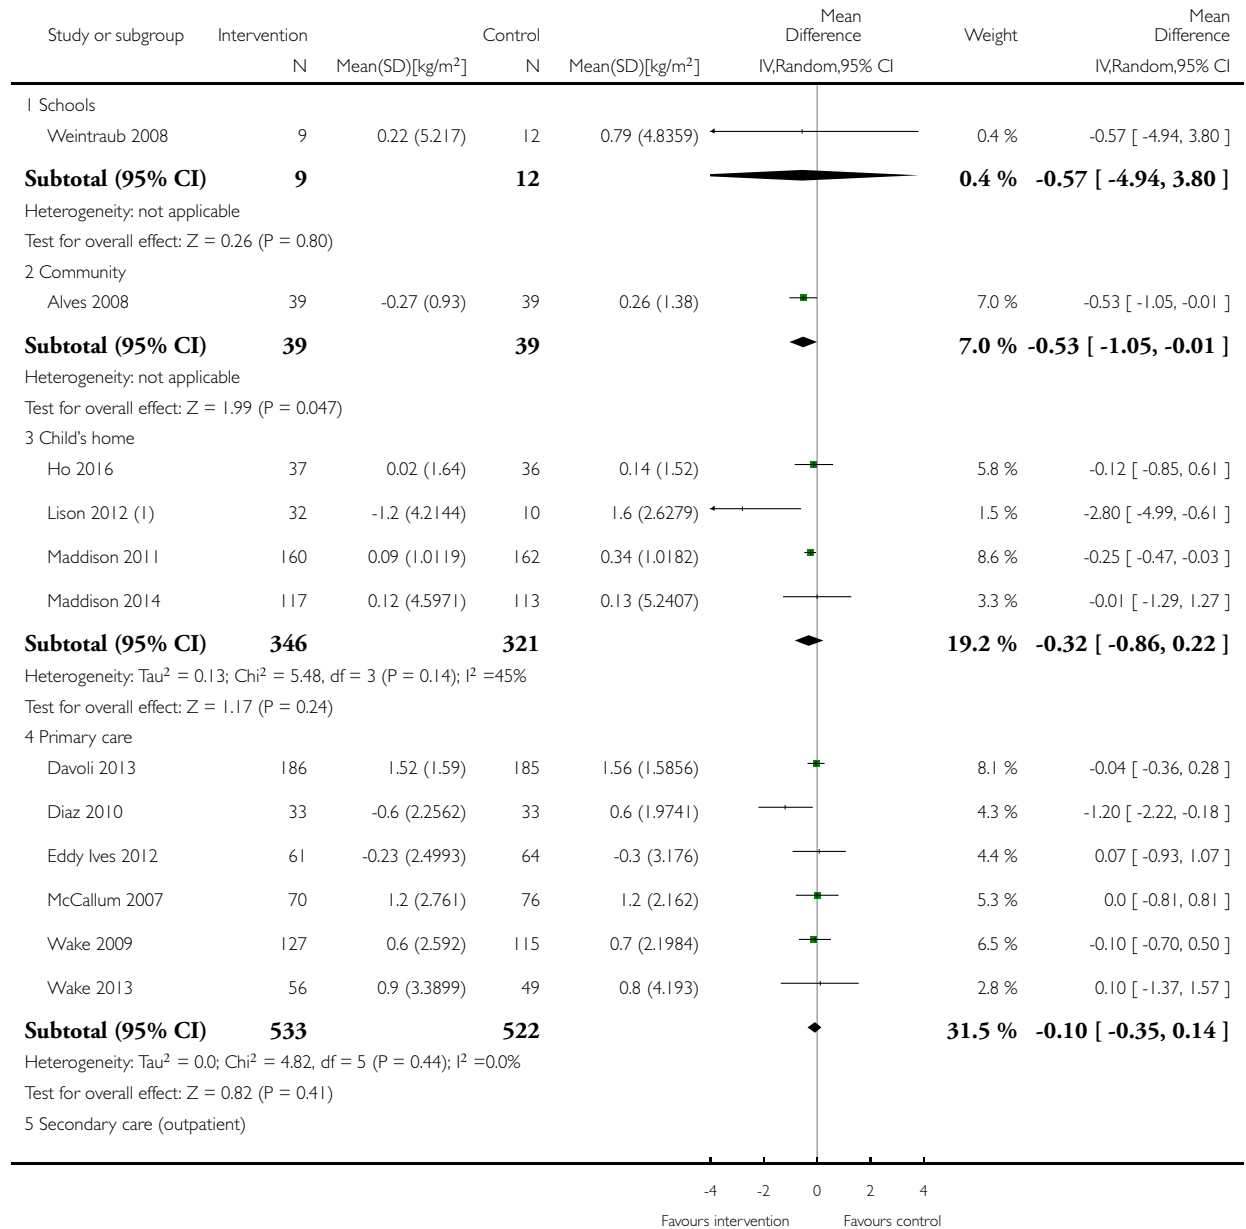 Study or subgroup Intervention Control Mean Difference Weight Mean Difference
N Mean(SD)[kg/m²] N Mean(SD)[kg/m²] IV,Random,95% CI IV,Random,95% CI
1 Schools
Weintraub 2008 9 0.22 (5.217) 12 0.79 (4.8359) 0.4 % -0.57 [ -4.94, 3.80 ]
Subtotal (95% CI) 9 12 0.4 % -0.57 [ -4.94, 3.80 ]
Heterogeneity: not applicable
Test for overall effect: Z = 0.26 (P = 0.80)
2 Community
Alves 2008 39 -0.27 (0.93) 39 0.26 (1.38) 7.0 % -0.53 [ -1.05, -0.01 ]
Subtotal (95% CI) 39 39 7.0 % -0.53 [ -1.05, -0.01 ]
Heterogeneity: not applicable
Test for overall effect: Z = 1.99 (P = 0.047)
3 Child's home
Ho 2016 37 0.02 (1.64) 36 0.14 (1.52) 5.8 % -0.12 [ -0.85, 0.61 ]
Lison 2012 (1) 32 -1.2 (4.2144) 10 1.6 (2.6279) 1.5 % -2.80 [ -4.99, -0.61 ]
Maddison 2011 160 0.09 (1.0119) 162 0.34 (1.0182) 8.6 % -0.25 [ -0.47, -0.03 ]
Maddison 2014 117 0.12 (4.5971) 113 0.13 (5.2407) 3.3 % -0.01 [ -1.29, 1.27 ]
Subtotal (95% CI) 346 321 19.2 % -0.32 [ -0.86, 0.22 ]
Heterogeneity: Tau² = 0.13; Chi² = 5.48, df = 3 (P = 0.14); I² =45%
Test for overall effect: Z = 1.17 (P = 0.24)
4 Primary care
Davoli 2013 186 1.52 (1.59) 185 1.56 (1.5856) 8.1 % -0.04 [ -0.36, 0.28 ]
Diaz 2010 33 -0.6 (2.2562) 33 0.6 (1.9741) 4.3 % -1.20 [ -2.22, -0.18 ]
Eddy Ives 2012 61 -0.23 (2.4993) 64 -0.3 (3.176) 4.4 % 0.07 [ -0.93, 1.07 ]
McCallum 2007 70 1.2 (2.761) 76 1.2 (2.162) 5.3 % 0.0 [ -0.81, 0.81 ]
Wake 2009 127 0.6 (2.592) 115 0.7 (2.1984) 6.5 % -0.10 [ -0.70, 0.50 ]
Wake 2013 56 0.9 (3.3899) 49 0.8 (4.193) 2.8 % 0.10 [ -1.37, 1.57 ]
Subtotal (95% CI) 533 522 31.5 % -0.10 [ -0.35, 0.14 ]
Heterogeneity: Tau² = 0.0; Chi² = 4.82, df = 5 (P = 0.44); I² =0.0%
Test for overall effect: Z = 0.82 (P = 0.41)
5 Secondary care (outpatient)
-4 -2 0 2 4
Favours intervention Favours control